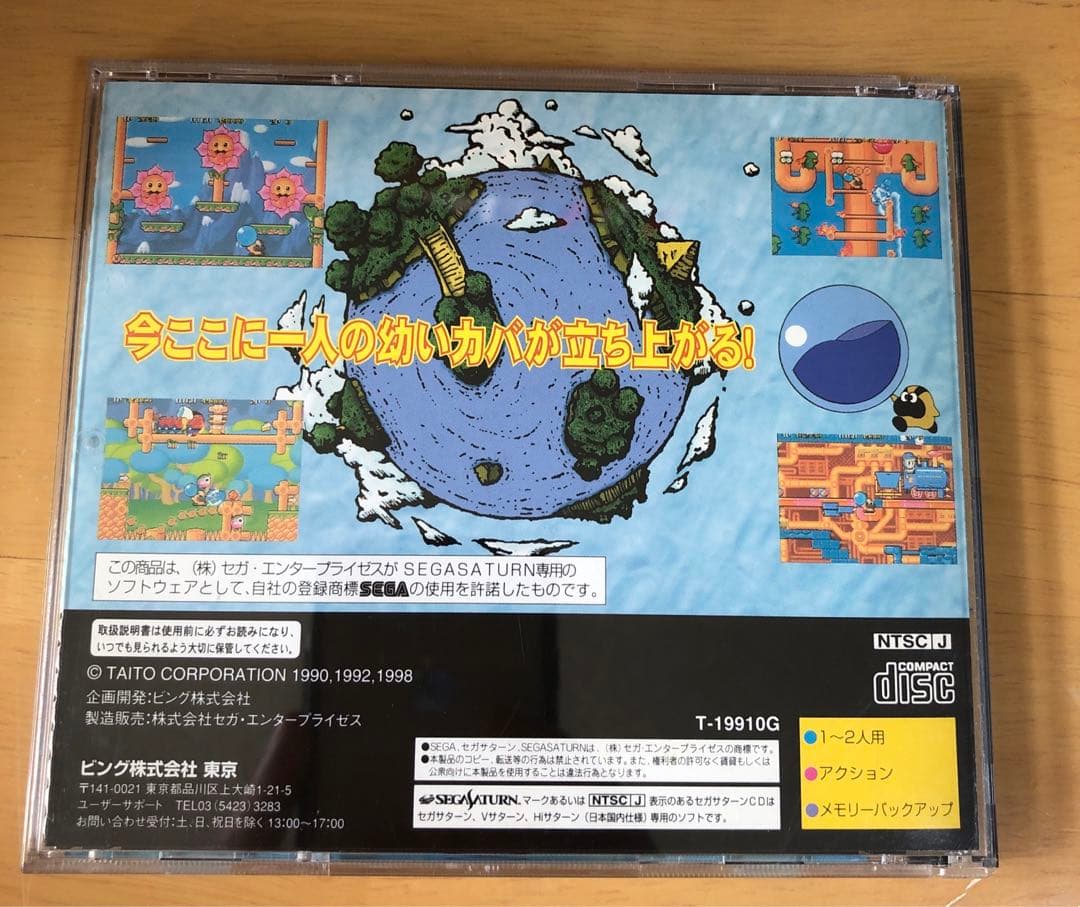 今ここに一人の幼いカバが立ち上がる!
この商品は、(株)セガ・エンタープライゼスがSEGASATURN専用の
ソフトウェアとして、自社の登録商標SEGAの使用を許諾したものです。
取扱説明書は使用前に必ずお読みになり、
いつでも見られるよう大切に保管してください。
NTSC J
© TAITO CORPORATION 1990,1992,1998
COMPACT
disc
企画開発:ビング株式会社
製造販売:株式会社セガ・エンタープライゼス
T-19910G
●SEGA、セガサターン、SEGASATURNは、(株)セガ・エンタープライゼスの商標です。
●本製品のコピー、転送等の行為は禁止されています。また、権利者の許可なく賃貸もしくは
公衆向けに本製品を使用することは違法行為となります。
●1〜2人用
●アクション
●メモリーバックアップ
ビング株式会社 東京
〒141-0021 東京都品川区上大崎1-21-5
ユーザーサポート TEL03(5423)3283
お問い合わせ受付:土、日、祝日を除く13:00〜17:00
SEGASATURN. マークあるいは NTSC J 表示のあるセガサターンCDは
セガサターン、Vサターン、Hiサターン(日本国内仕様)専用のソフトです。